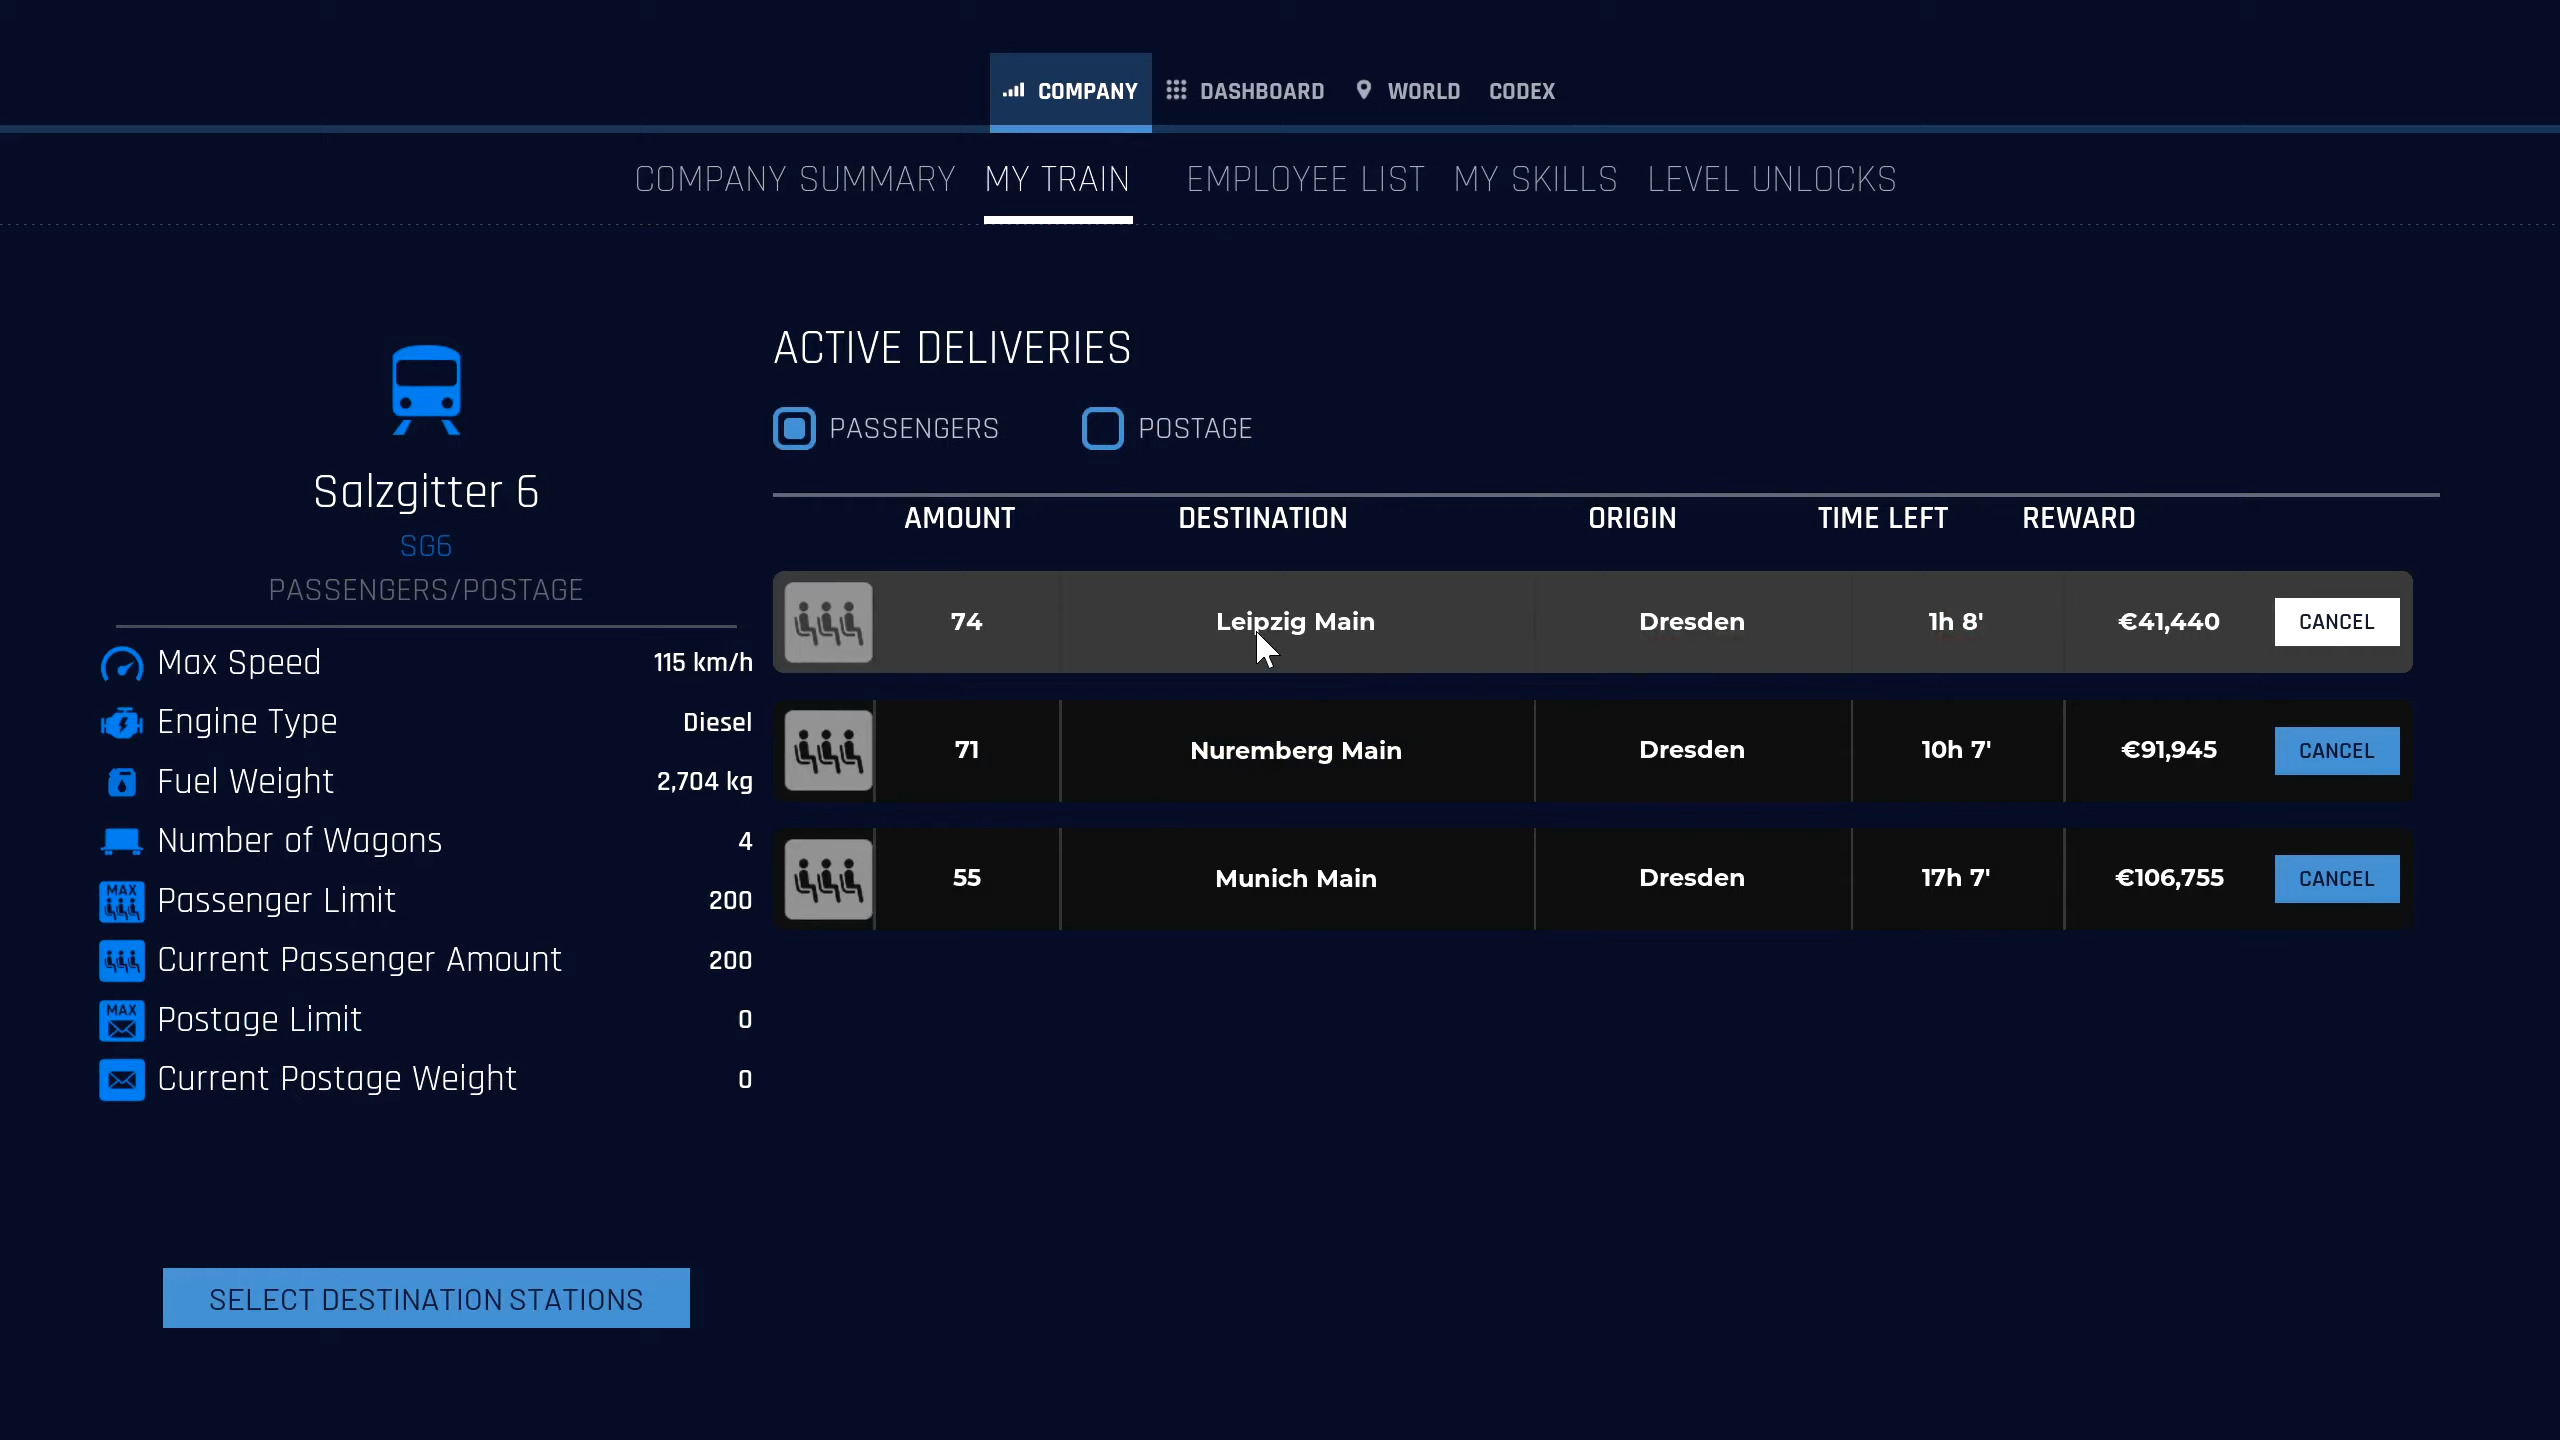 COMPANY DASHBOARD WORLD CODEX
COMPANY SUMMARY MY TRAIN EMPLOYEE LIST MY SKILLS LEVEL UNLOCKS
Salzgitter 6
SG6
PASSENGERS/POSTAGE
Max Speed 115 km/h
Engine Type Diesel
Fuel Weight 2,704 kg
Number of Wagons 4
MAX
Passenger Limit 200
Current Passenger Amount 200
MAX
Postage Limit 0
Current Postage Weight 0
SELECT DESTINATION STATIONS
ACTIVE DELIVERIES
PASSENGERS POSTAGE
AMOUNT DESTINATION ORIGIN TIME LEFT REWARD
74 Leipzig Main Dresden 1h 8' €41,440 CANCEL
71 Nuremberg Main Dresden 10h 7' €91,945 CANCEL
55 Munich Main Dresden 17h 7' €106,755 CANCEL